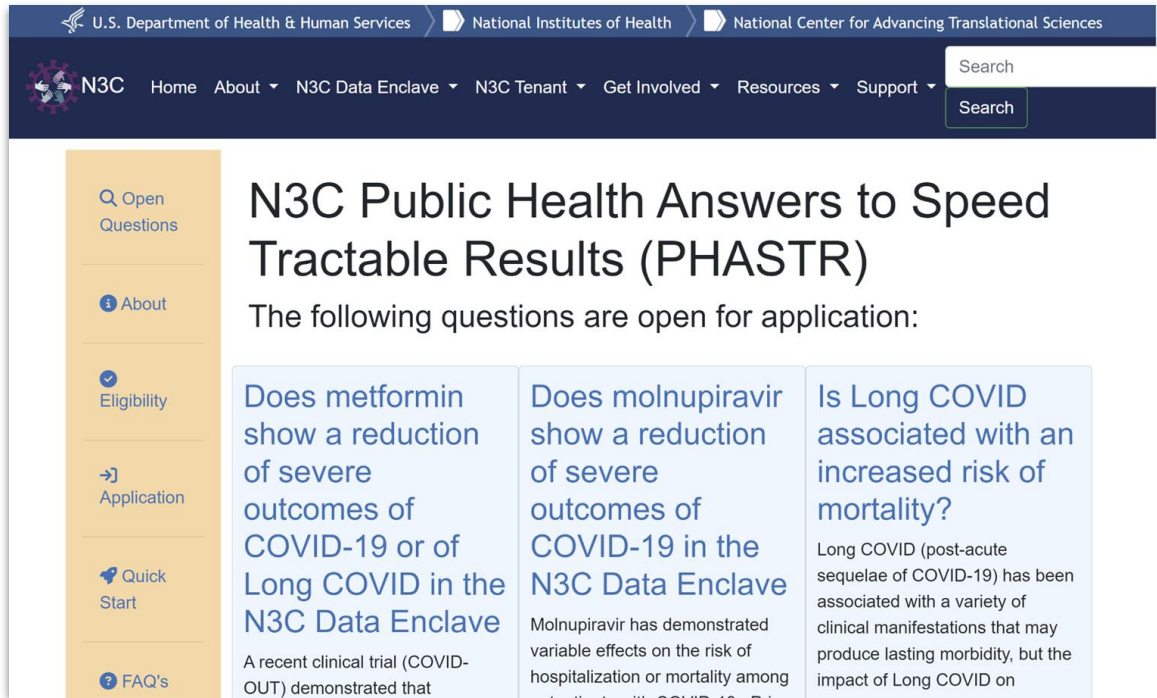 U.S. Department of Health & Human Services
National Institutes of Health
National Center for Advancing Translational Sciences
N3C
Home
About
N3C Data Enclave
N3C Tenant
Get Involved
Resources
Support
Search
Search
Open
Questions
About
Eligibility
Application
Quick
Start
FAQ's
N3C Public Health Answers to Speed
Tractable Results (PHASTR)
The following questions are open for application:
Does metformin
show a reduction
of severe
outcomes of
COVID-19 or of
Long COVID in the
N3C Data Enclave
A recent clinical trial (COVID-
OUT) demonstrated that
Does molnupiravir
show a reduction
of severe
outcomes of
COVID-19 in the
N3C Data Enclave
Molnupiravir has demonstrated
variable effects on the risk of
hospitalization or mortality among
Is Long COVID
associated with an
increased risk of
mortality?
Long COVID (post-acute
sequelae of COVID-19) has been
associated with a variety of
clinical manifestations that may
produce lasting morbidity, but the
impact of Long COVID on